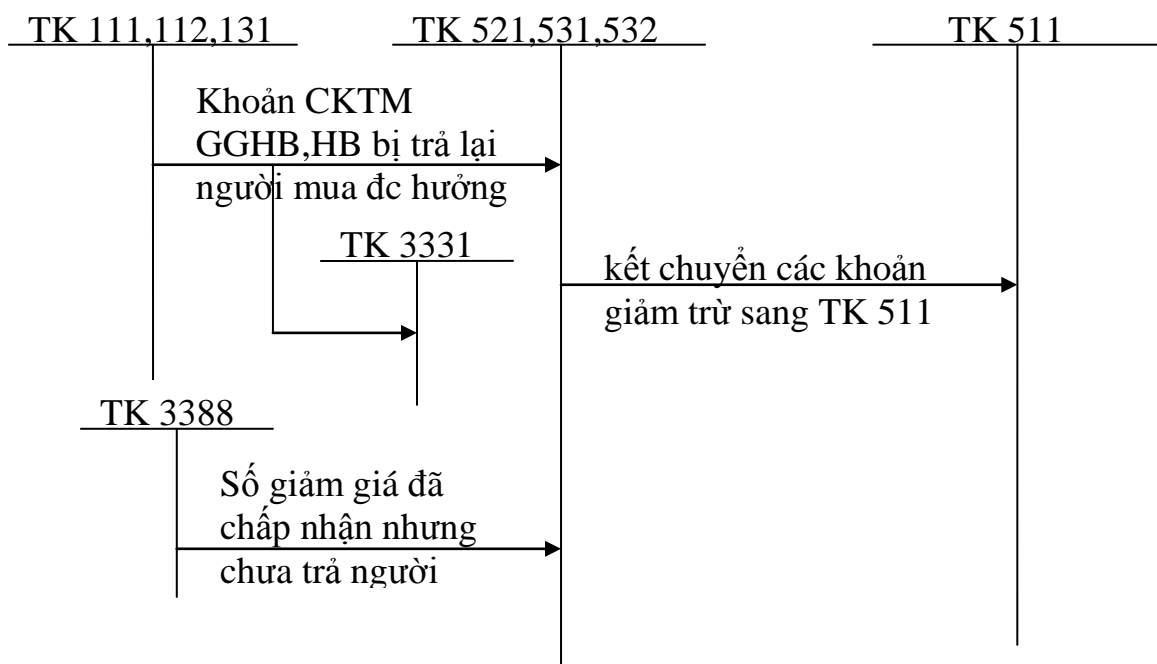 TK 111,112,131
TK 521,531,532
TK 511
Khoản CKTM
GGHB,HB bị trả lại
người mua đc hưởng
TK 3331
kết chuyển các khoản
giảm trừ sang TK 511
TK 3388
Số giảm giá đã
chấp nhận nhưng
chưa trả người